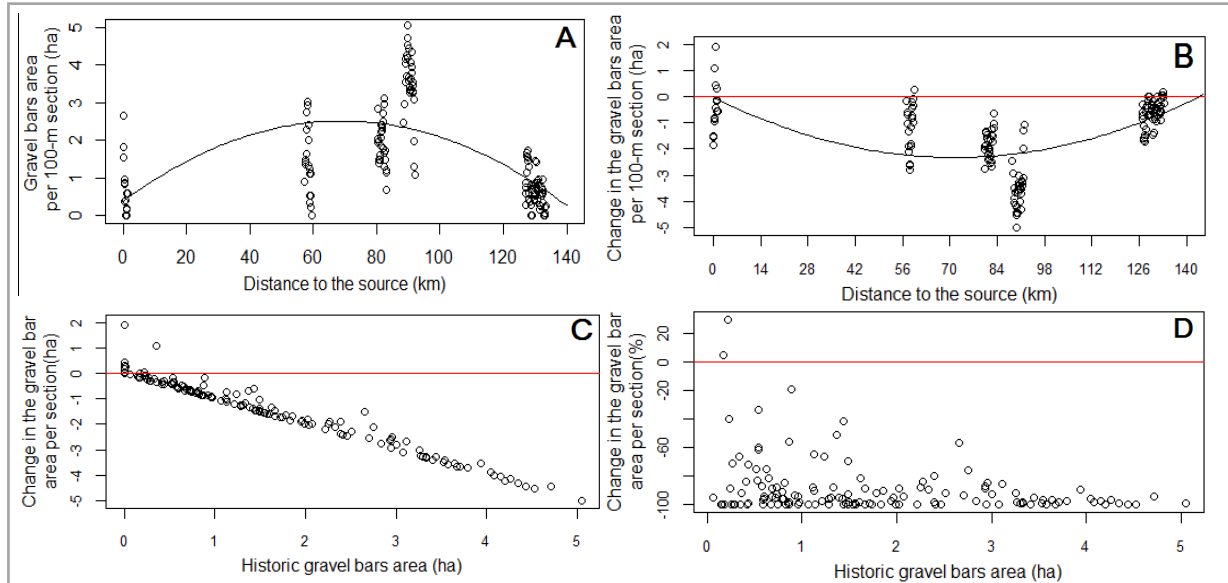 A
Gravel bars area
per 100-m section (ha)
5
4
3
2
1
0
0 20 40 60 80 100 120 140
Distance to the source (km)
B
Change in the gravel bars area
per 100-m section (ha)
2
1
0
-1
-2
-3
-4
-5
0 14 28 42 56 70 84 98 112 126 140
Distance to the source (km)
C
Change in the gravel bar
area per section(ha)
2
1
0
-1
-2
-3
-4
-5
0 1 2 3 4 5
Historic gravel bars area (ha)
D
Change in the gravel bar
area per section(%)
20
0
20
-60
-100
0 1 2 3 4 5
Historic gravel bars area (ha)